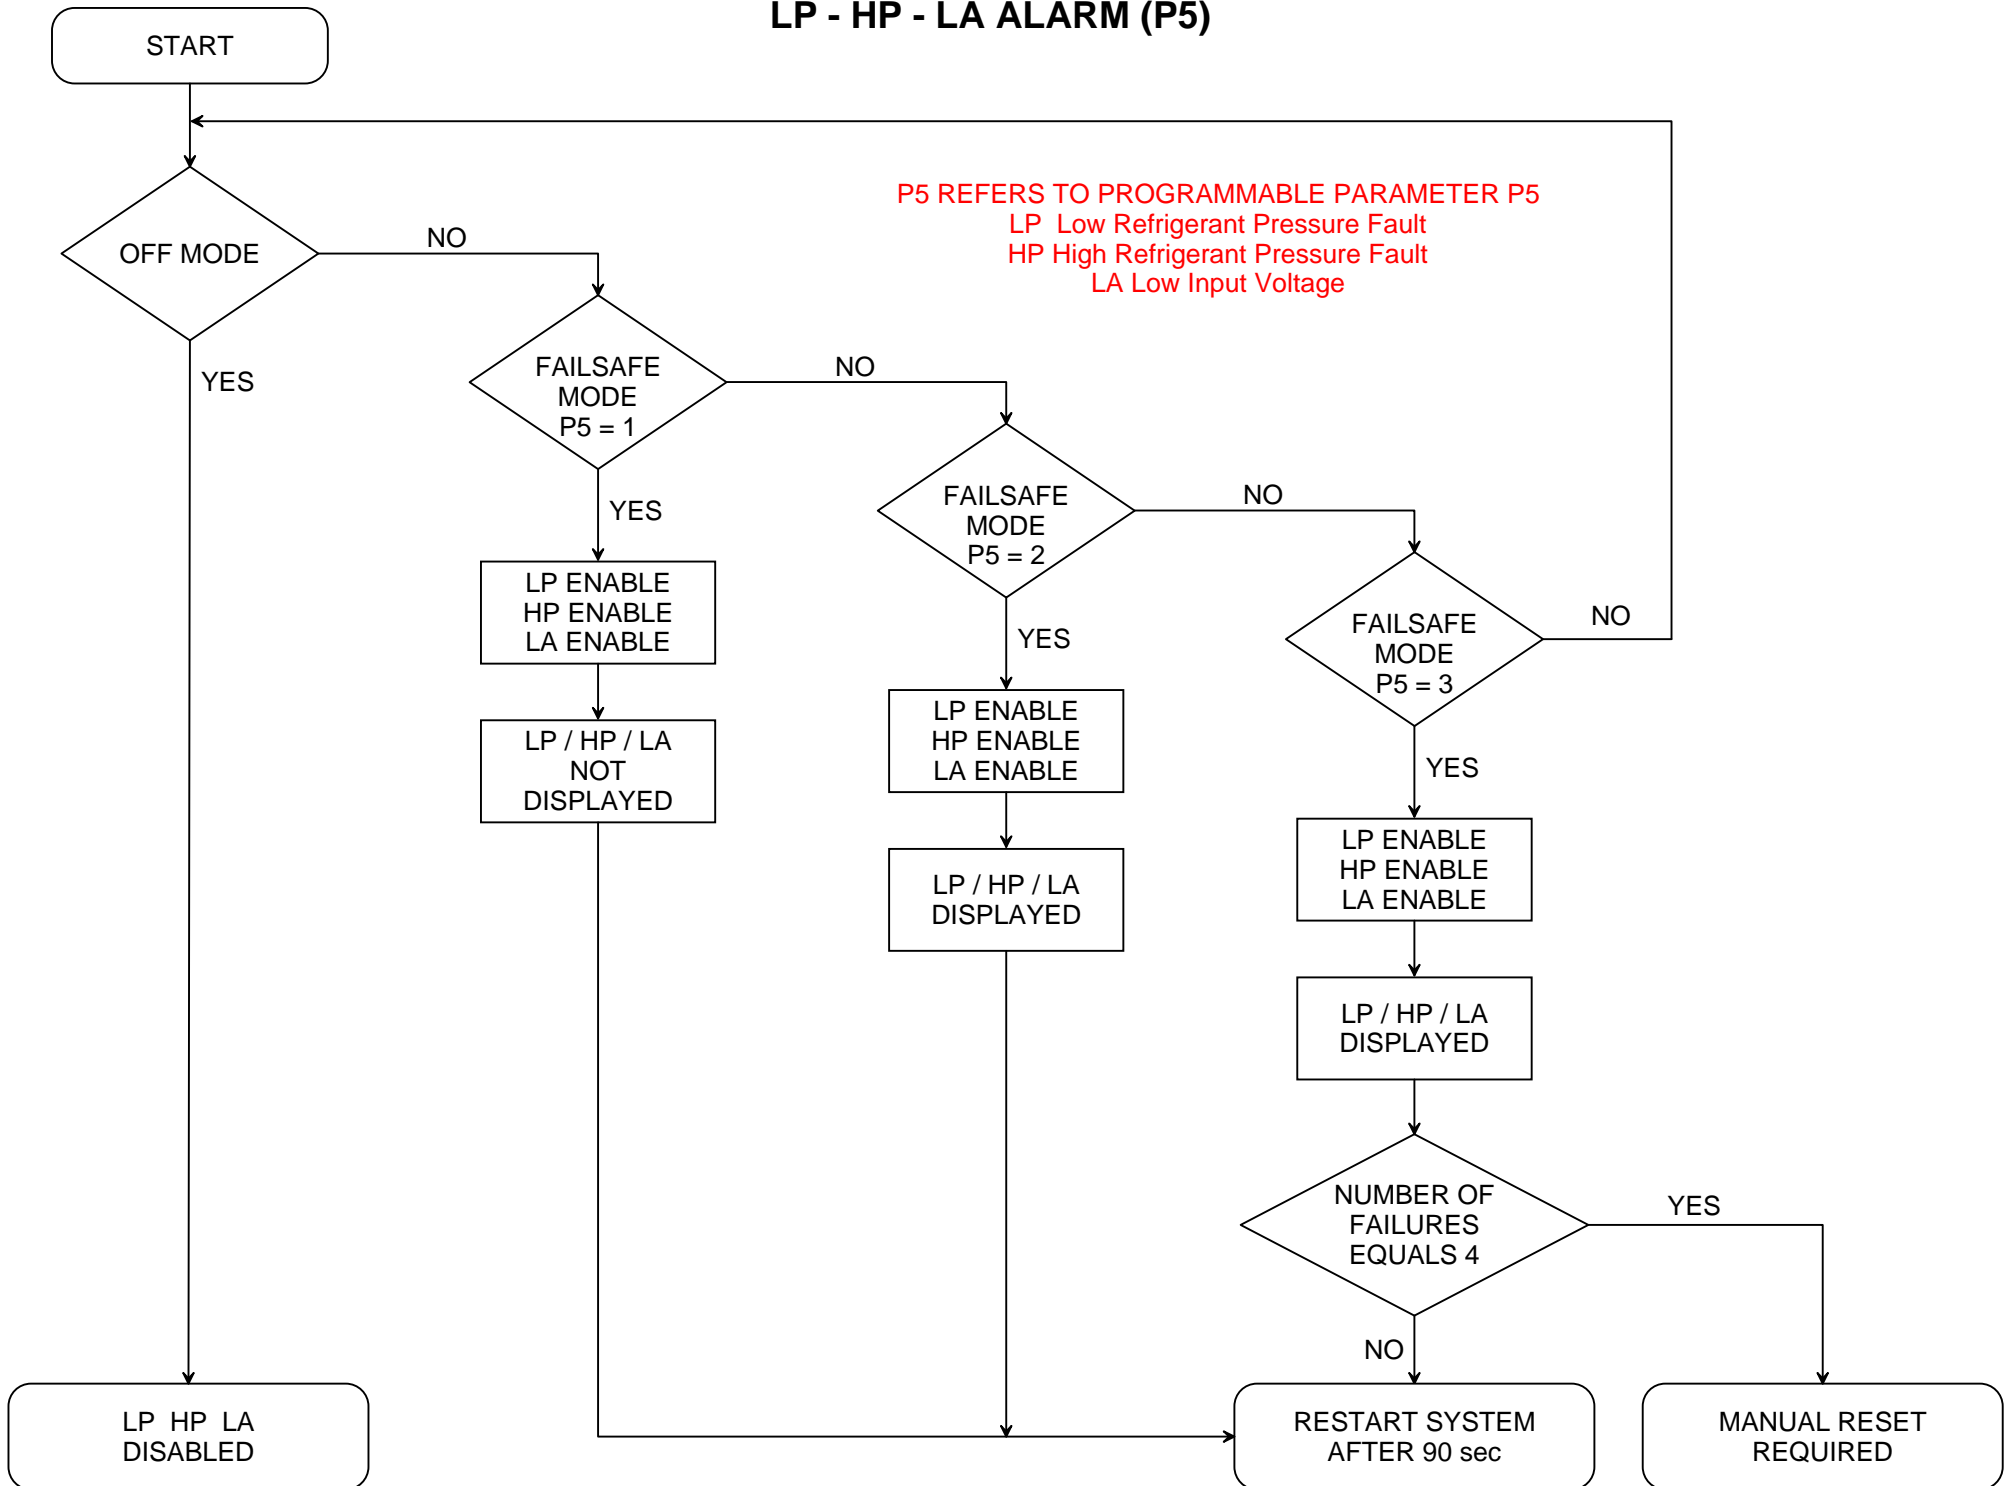 LP - HP - LA ALARM (P5)
START
P5 REFERS TO PROGRAMMABLE PARAMETER P5
LP  Low Refrigerant Pressure Fault
HP High Refrigerant Pressure Fault
LA Low Input Voltage
OFF MODE
NO
YES
FAILSAFE
MODE
P5 = 1
NO
YES
LP ENABLE
HP ENABLE
LA ENABLE
LP / HP / LA
NOT
DISPLAYED
FAILSAFE
MODE
P5 = 2
NO
YES
LP ENABLE
HP ENABLE
LA ENABLE
LP / HP / LA
DISPLAYED
FAILSAFE
MODE
P5 = 3
NO
YES
LP ENABLE
HP ENABLE
LA ENABLE
LP / HP / LA
DISPLAYED
NUMBER OF
FAILURES
EQUALS 4
YES
NO
LP  HP  LA
DISABLED
RESTART SYSTEM
AFTER 90 sec
MANUAL RESET
REQUIRED